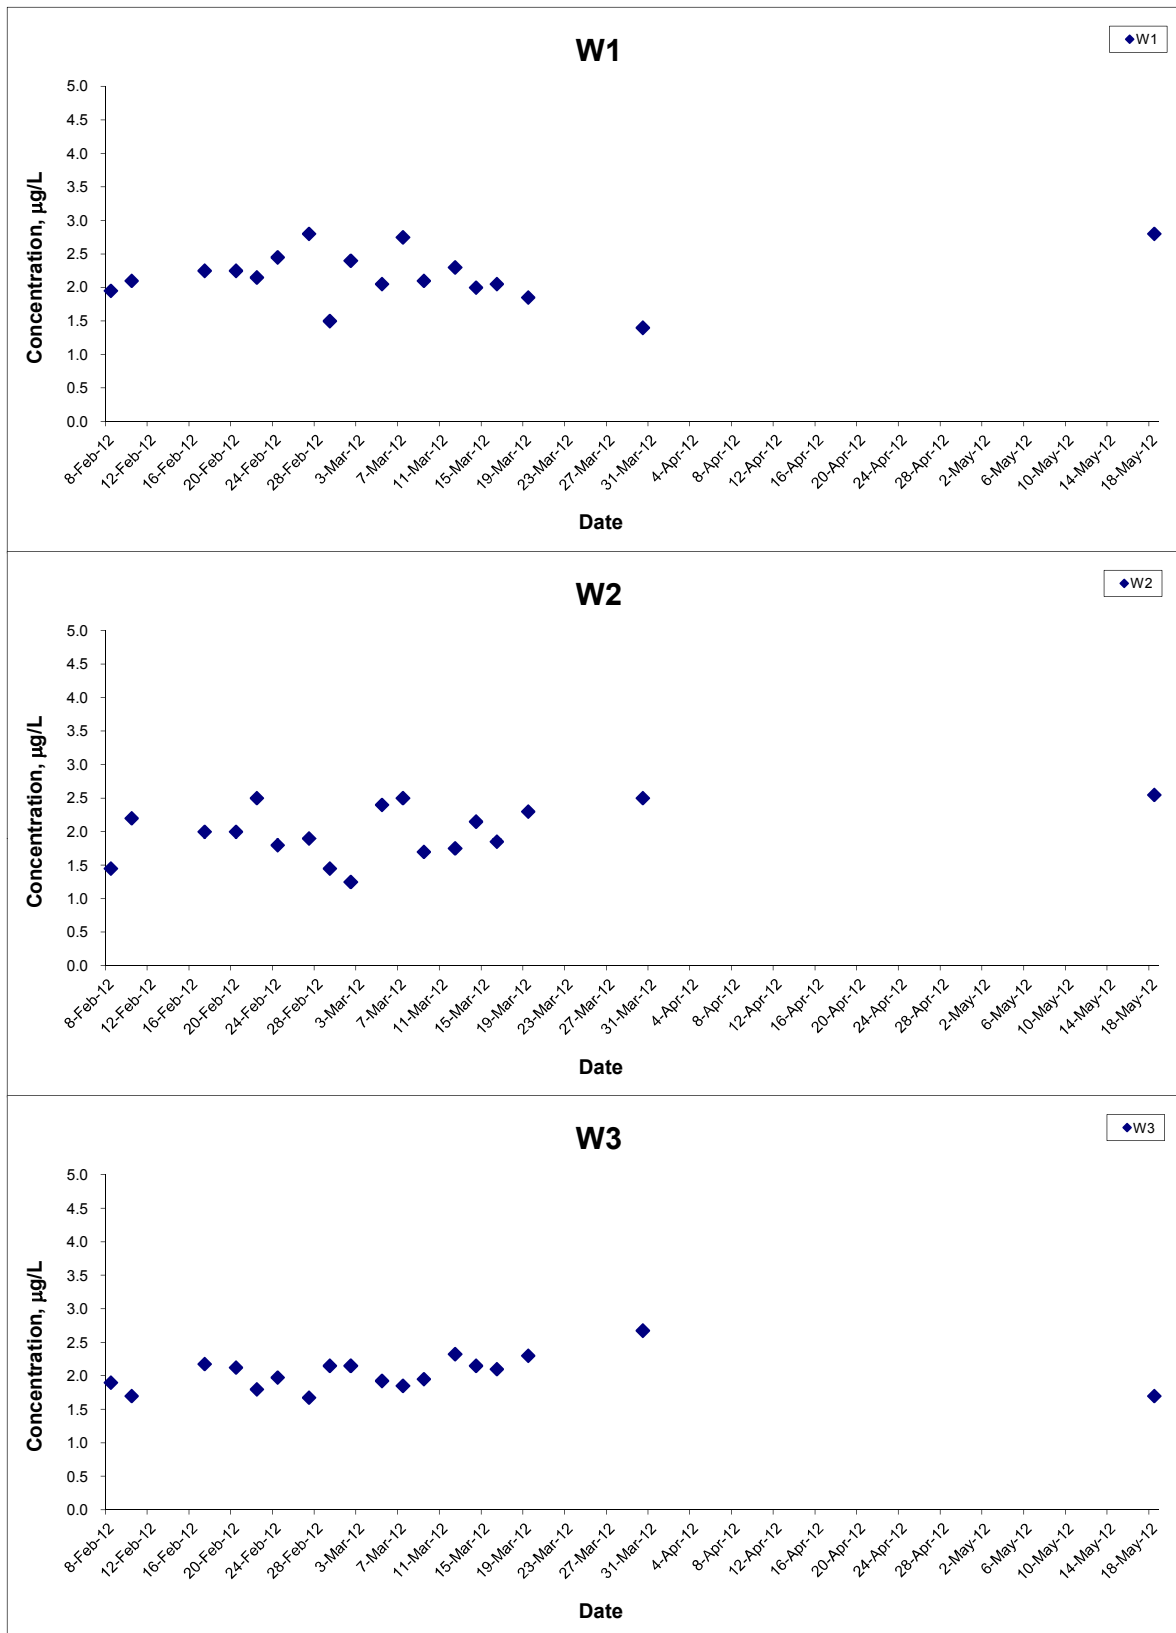 W1
W1
5.0
4.5
4.0
3.5
3.0
2.5
2.0
1.5
1.0
0.5
0.0
Concentration, µg/L
8-Feb-12
12-Feb-12
16-Feb-12
20-Feb-12
24-Feb-12
28-Feb-12
3-Mar-12
7-Mar-12
11-Mar-12
15-Mar-12
19-Mar-12
23-Mar-12
27-Mar-12
31-Mar-12
4-Apr-12
8-Apr-12
12-Apr-12
16-Apr-12
20-Apr-12
24-Apr-12
28-Apr-12
2-May-12
6-May-12
10-May-12
14-May-12
18-May-12
Date
W2
W2
5.0
4.5
4.0
3.5
3.0
2.5
2.0
1.5
1.0
0.5
0.0
Concentration, µg/L
8-Feb-12
12-Feb-12
16-Feb-12
20-Feb-12
24-Feb-12
28-Feb-12
3-Mar-12
7-Mar-12
11-Mar-12
15-Mar-12
19-Mar-12
23-Mar-12
27-Mar-12
31-Mar-12
4-Apr-12
8-Apr-12
12-Apr-12
16-Apr-12
20-Apr-12
24-Apr-12
28-Apr-12
2-May-12
6-May-12
10-May-12
14-May-12
18-May-12
Date
W3
W3
5.0
4.5
4.0
3.5
3.0
2.5
2.0
1.5
1.0
0.5
0.0
Concentration, µg/L
8-Feb-12
12-Feb-12
16-Feb-12
20-Feb-12
24-Feb-12
28-Feb-12
3-Mar-12
7-Mar-12
11-Mar-12
15-Mar-12
19-Mar-12
23-Mar-12
27-Mar-12
31-Mar-12
4-Apr-12
8-Apr-12
12-Apr-12
16-Apr-12
20-Apr-12
24-Apr-12
28-Apr-12
2-May-12
6-May-12
10-May-12
14-May-12
18-May-12
Date